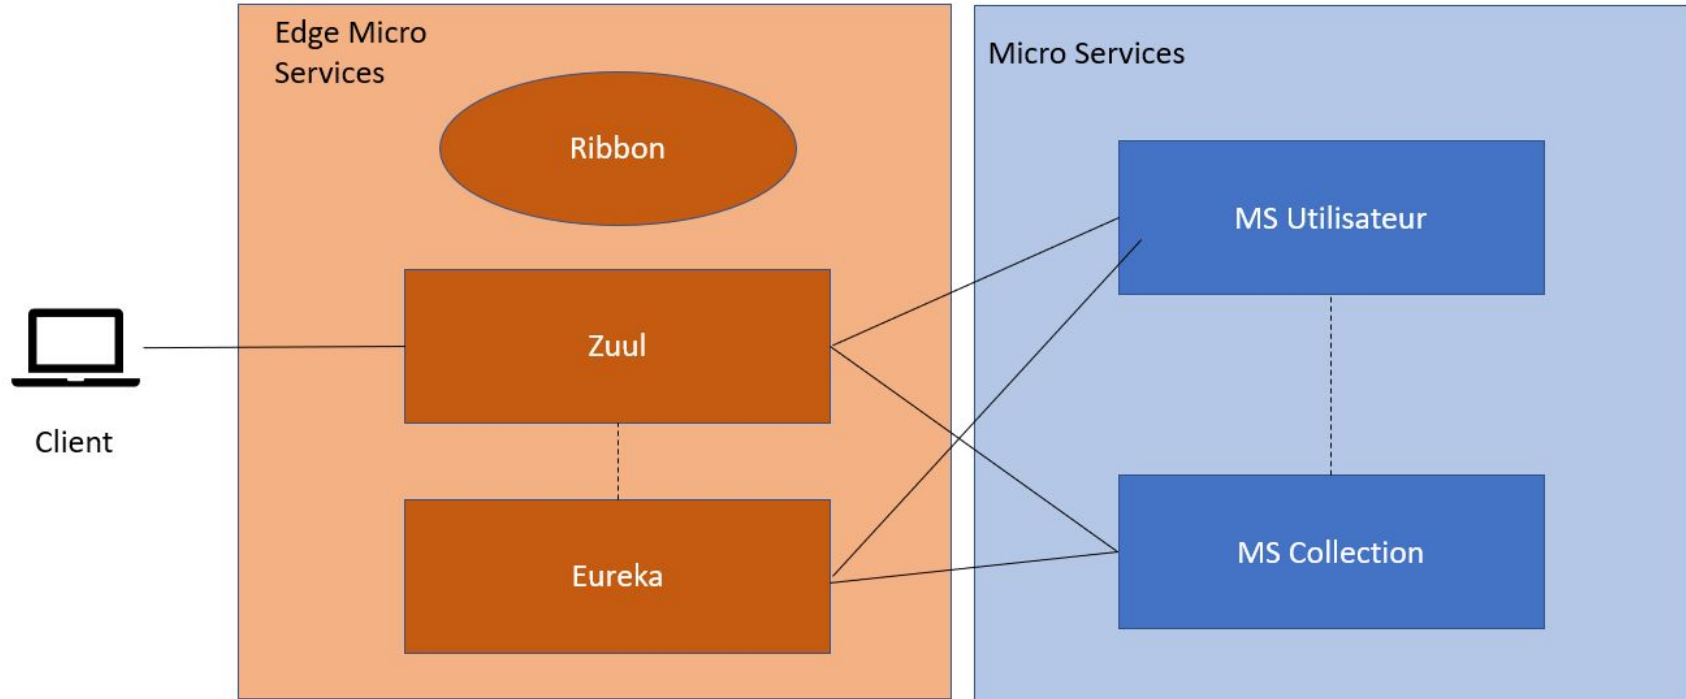 Edge Micro
Services
Micro Services
Ribbon
MS Utilisateur
Zuul
Client
Eureka
MS Collection